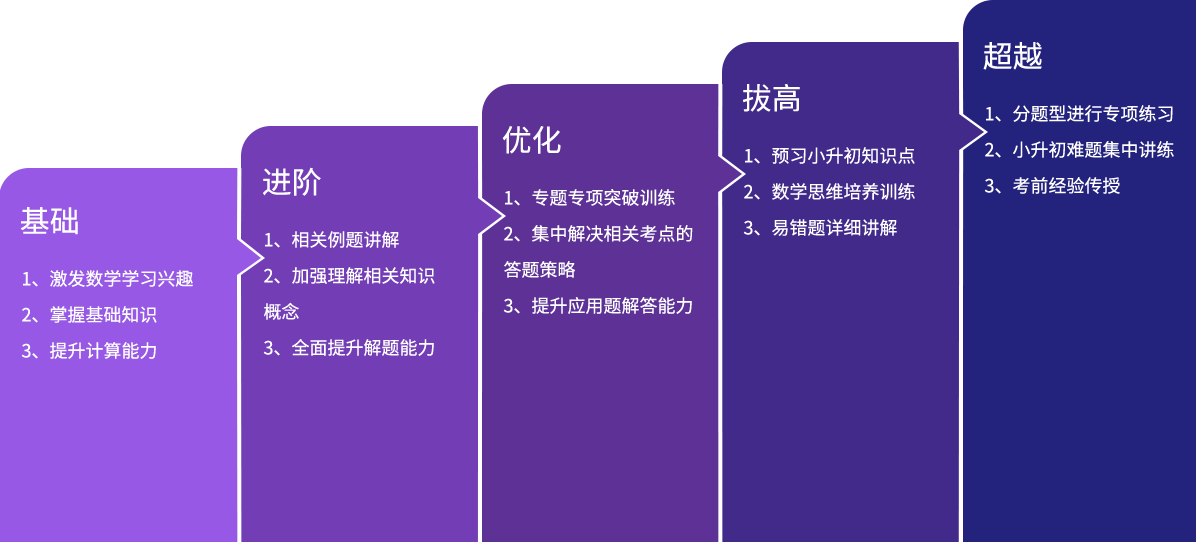 基础
1、激发数学学习兴趣
2、掌握基础知识
3、提升计算能力
进阶
1、相关例题讲解
2、加强理解相关知识
概念
3、全面提升解题能力
优化
1、专题专项突破训练
2、集中解决相关考点的
答题策略
3、提升应用题解答能力
拔高
1、预习小升初知识点
2、数学思维培养训练
3、易错题详细讲解
超越
1、分题型进行专项练习
2、小升初难题集中讲练
3、考前经验传授